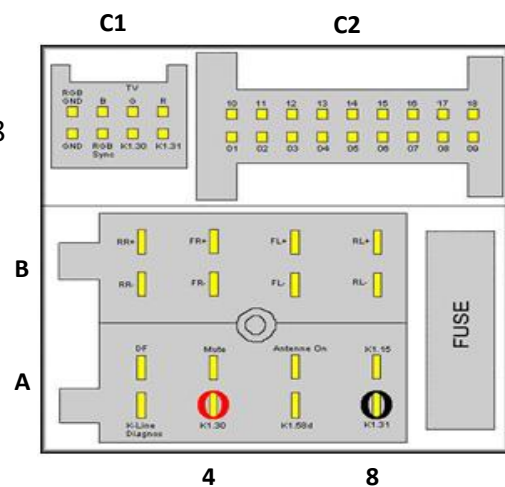 C1 C2
TV
RGB GND B G R
GND RGB Sync K1.30 K1.31
10 11 12 13 14 15 16 17 18
01 02 03 04 05 06 07 08 09
B
RR+ FR+ FL+ RL+
RR- FR- FL- RL-
FUSE
A
DF Mute Antenne On K1.15
K-Line Diagnos K1.30 K1.58d K1.31
4 8